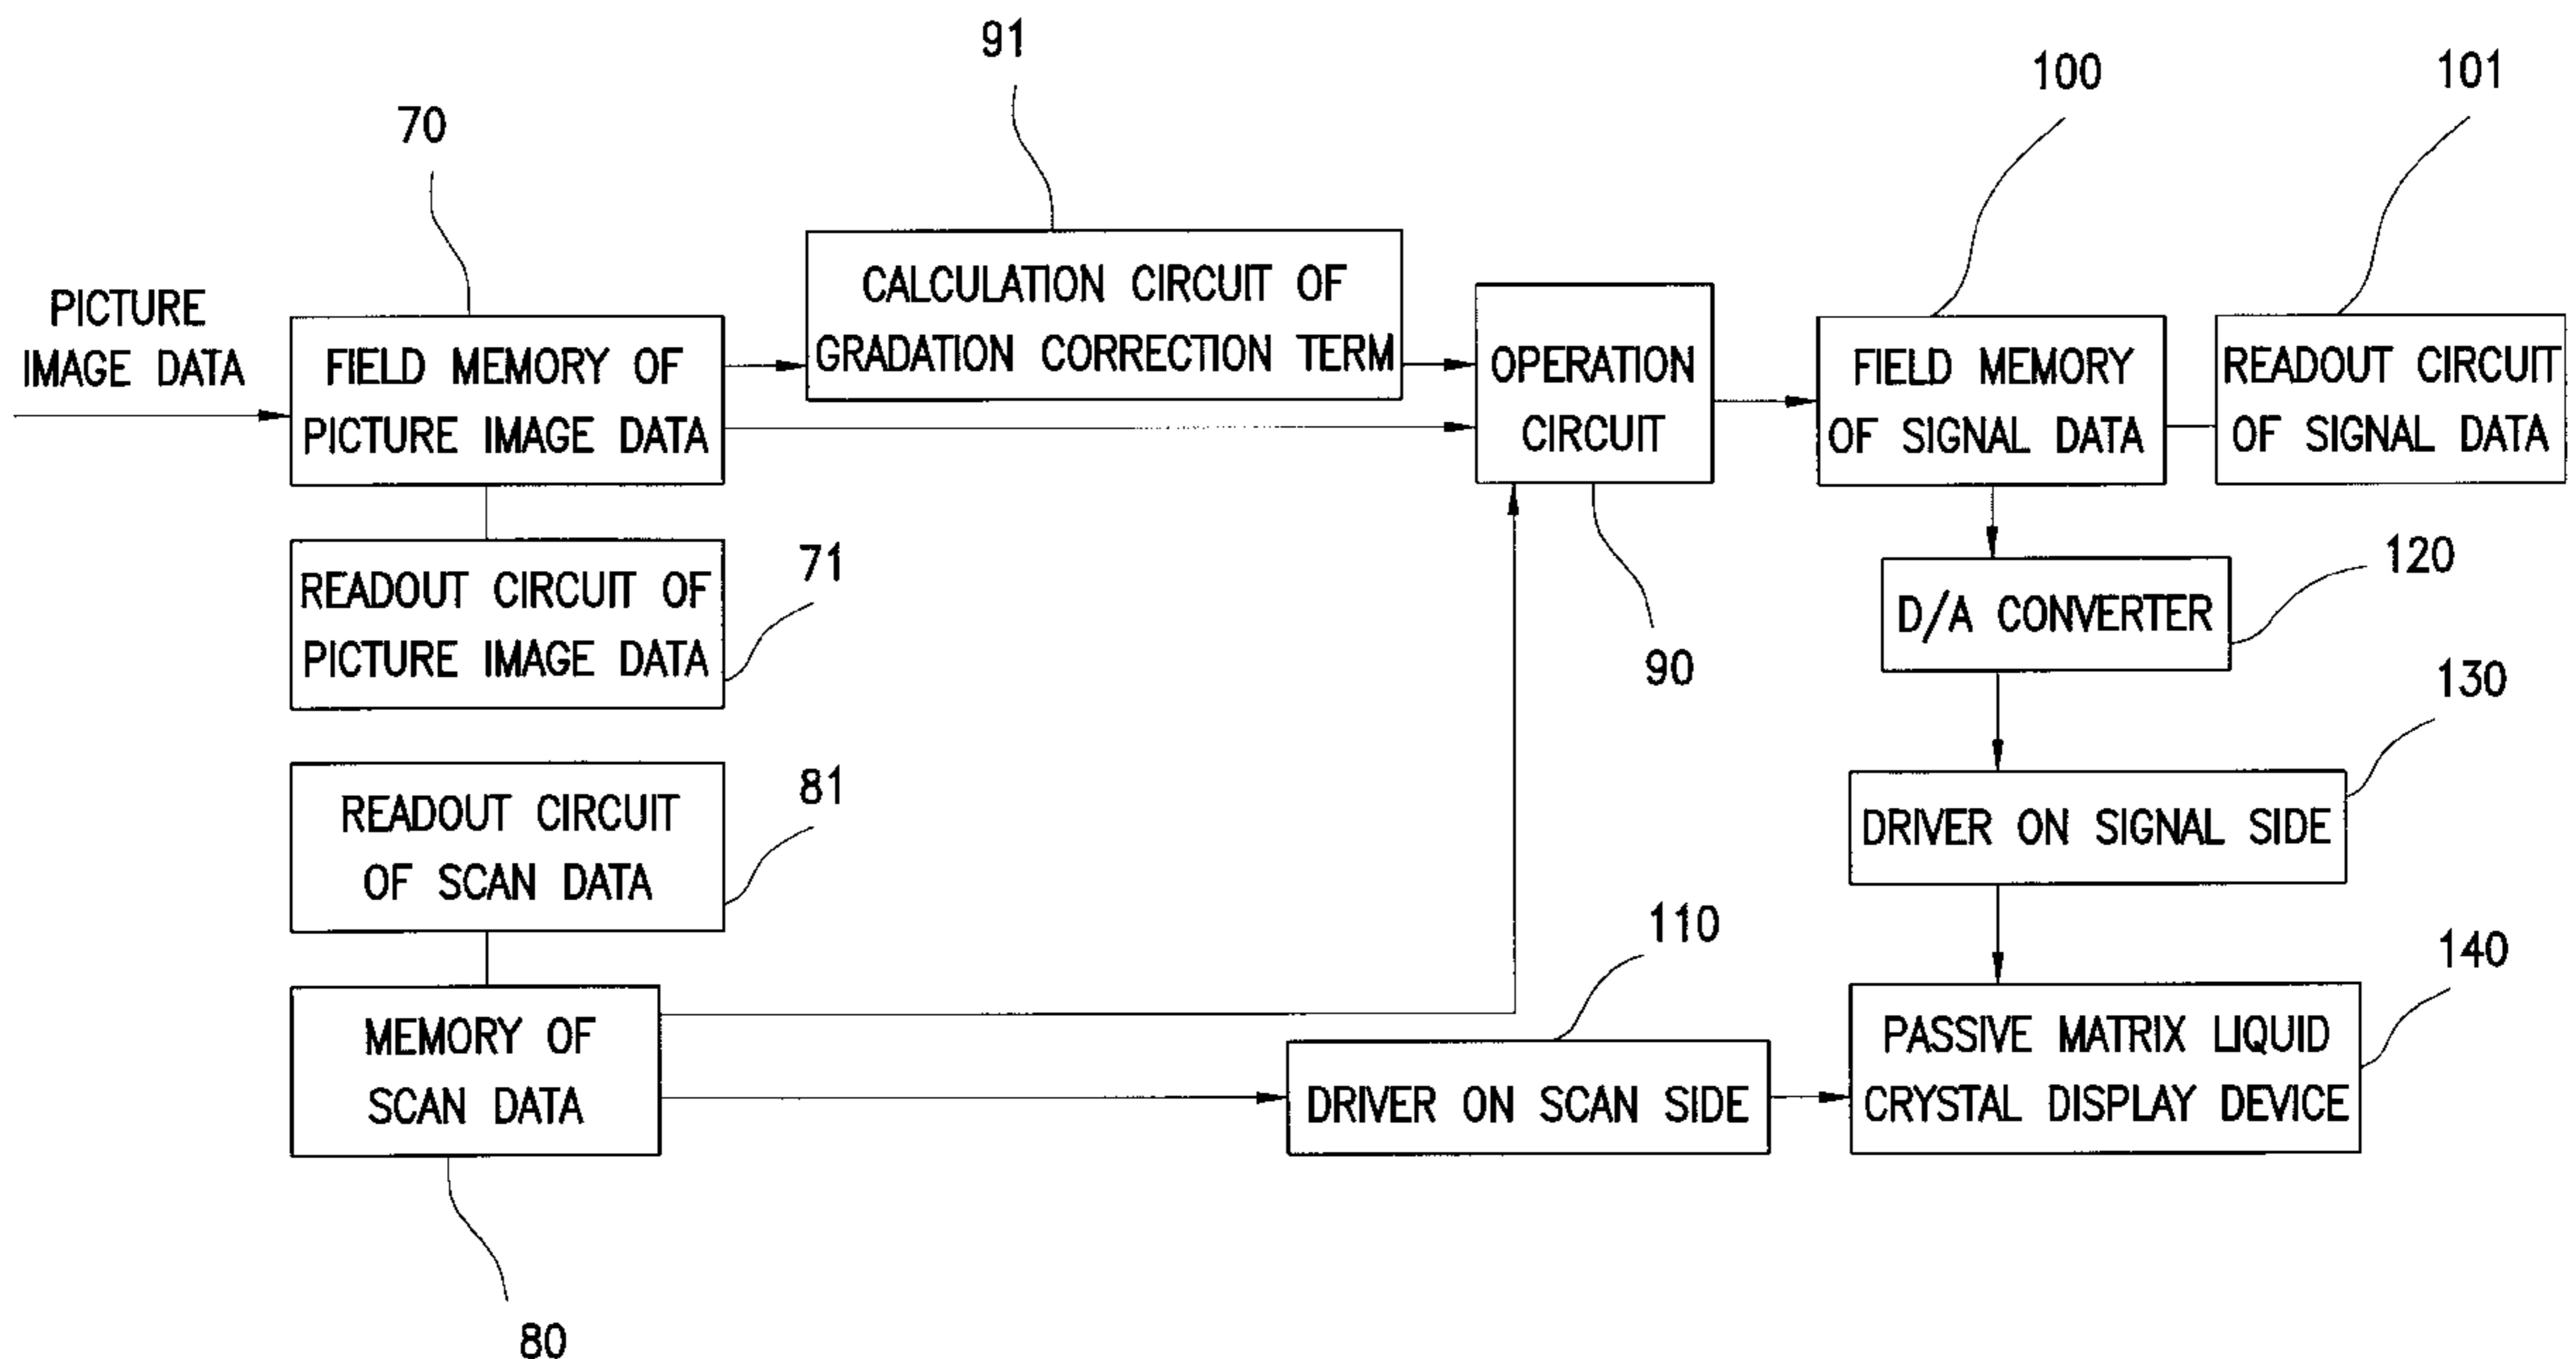 91
100
101
70
PICTURE
IMAGE DATA
FIELD MEMORY OF
PICTURE IMAGE DATA
CALCULATION CIRCUIT OF
GRADATION CORRECTION TERM
OPERATION
CIRCUIT
FIELD MEMORY
OF SIGNAL DATA
READOUT CIRCUIT
OF SIGNAL DATA
READOUT CIRCUIT OF
PICTURE IMAGE DATA
71
90
D/A CONVERTER
120
130
READOUT CIRCUIT
OF SCAN DATA
81
DRIVER ON SIGNAL SIDE
110
140
MEMORY OF
SCAN DATA
DRIVER ON SCAN SIDE
PASSIVE MATRIX LIQUID
CRYSTAL DISPLAY DEVICE
80